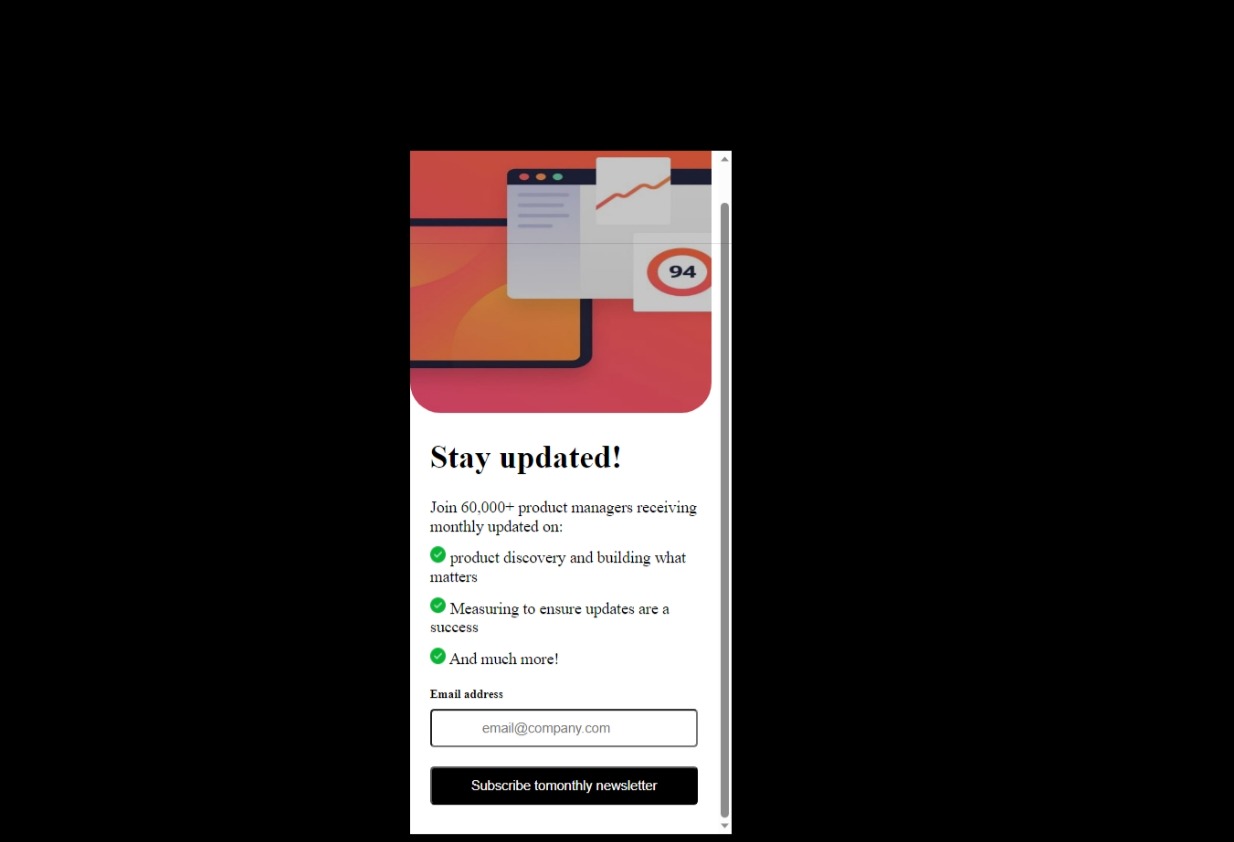 94
Stay updated!
Join 60,000+ product managers receiving
monthly updated on:
product discovery and building what
matters
Measuring to ensure updates are a
success
And much more!
Email address
email@company.com
Subscribe tomonthly newsletter